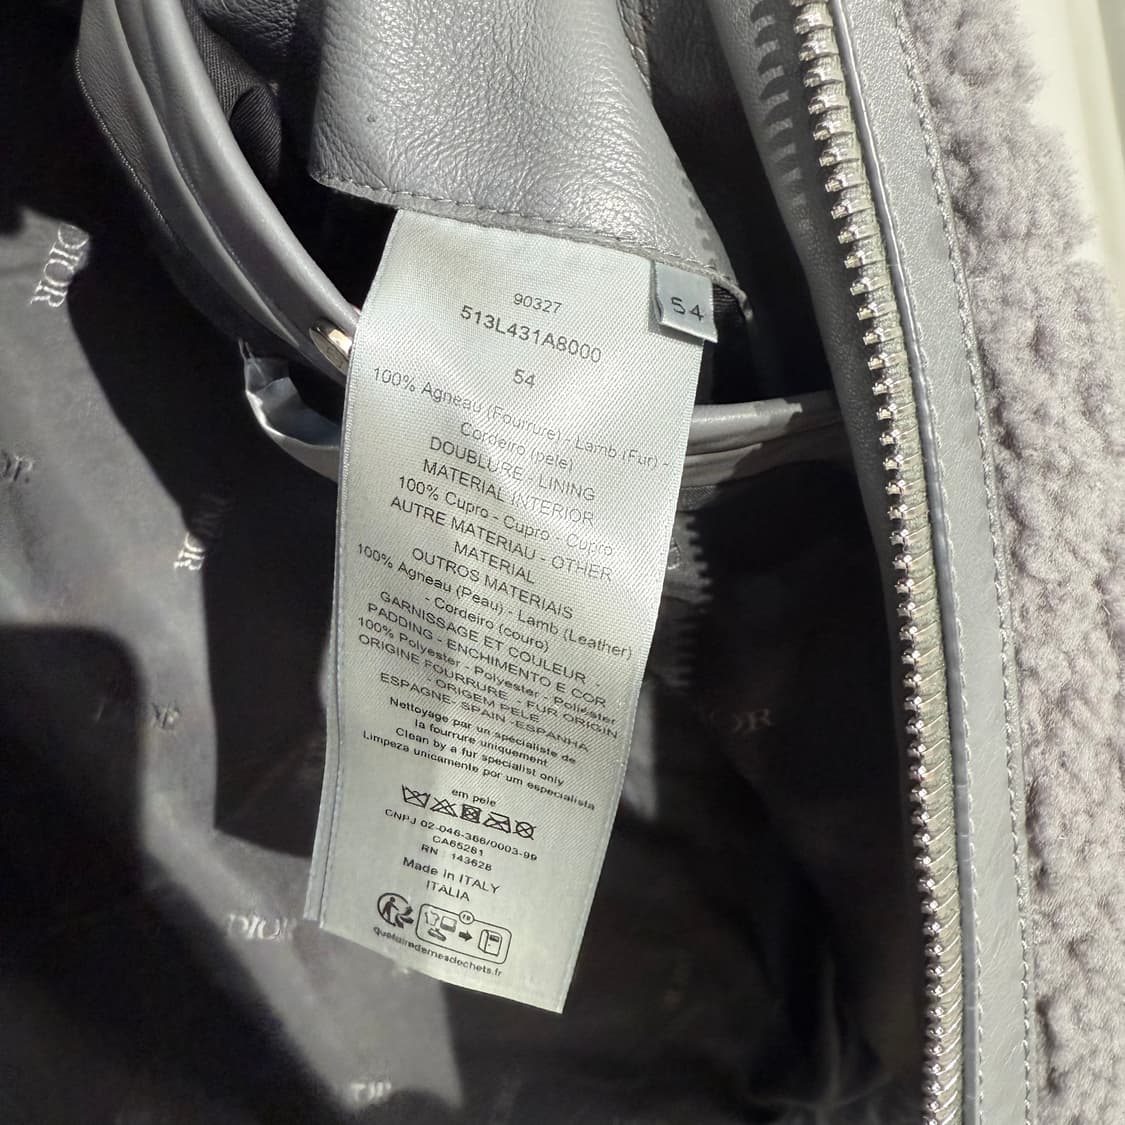 90327
513L431A8000
54
54
100% Agneau (Fourrure) - Lamb (Fur) -
Cordeiro (pele)
DOUBLURE - LINING
MATERIAL INTERIOR
100% Cupro - Cupro - Cupro
AUTRE MATERIAU - OTHER
MATERIAL
OUTROS MATERIAIS
100% Agneau (Peau) - Lamb (Leather)
- Cordeiro (couro)
GARNISSAGE ET COULEUR -
PADDING - ENCHIMENTO E COR
100% Polyester - Polyester - Poliéster
ORIGINE FOURRURE - FUR ORIGIN
- ORIGEM PELE
ESPAGNE- SPAIN -ESPANHA
Nettoyage par un spécialiste de
la fourrure uniquement
Clean by a fur specialist only
Limpeza unicamente por um especialista
em pele
CNPJ 02-046-366/0003-99
CA65281
RN : 143628
Made in ITALY
ITÁLIA
FR
quefairedemesdechets.fr
DIOR
DIOR
DIOR
DIOR